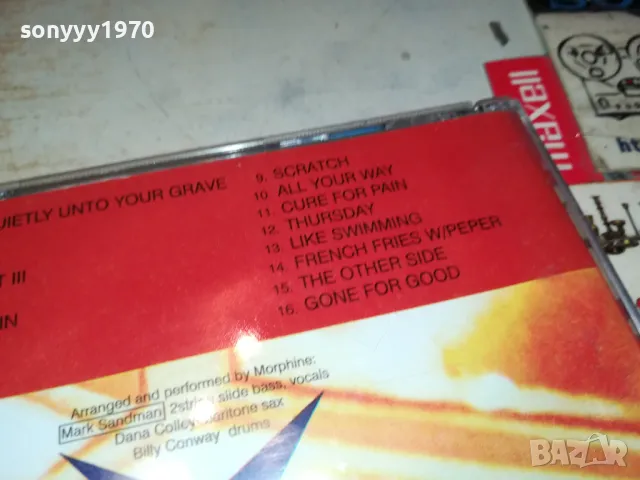 sonyyy1970
maxell
UIETLY UNTO YOUR GRAVE
T III
IN
9. SCRATCH
10. ALL YOUR WAY
11. CURE FOR PAIN
12. THURSDAY
13. LIKE SWIMMING
14. FRENCH FRIES W/PEPER
15. THE OTHER SIDE
16. GONE FOR GOOD
Arranged and performed by Morphine:
Mark Sandman 2string slide bass, vocals
Dana Colley baritone sax
Billy Conway drums
bazar